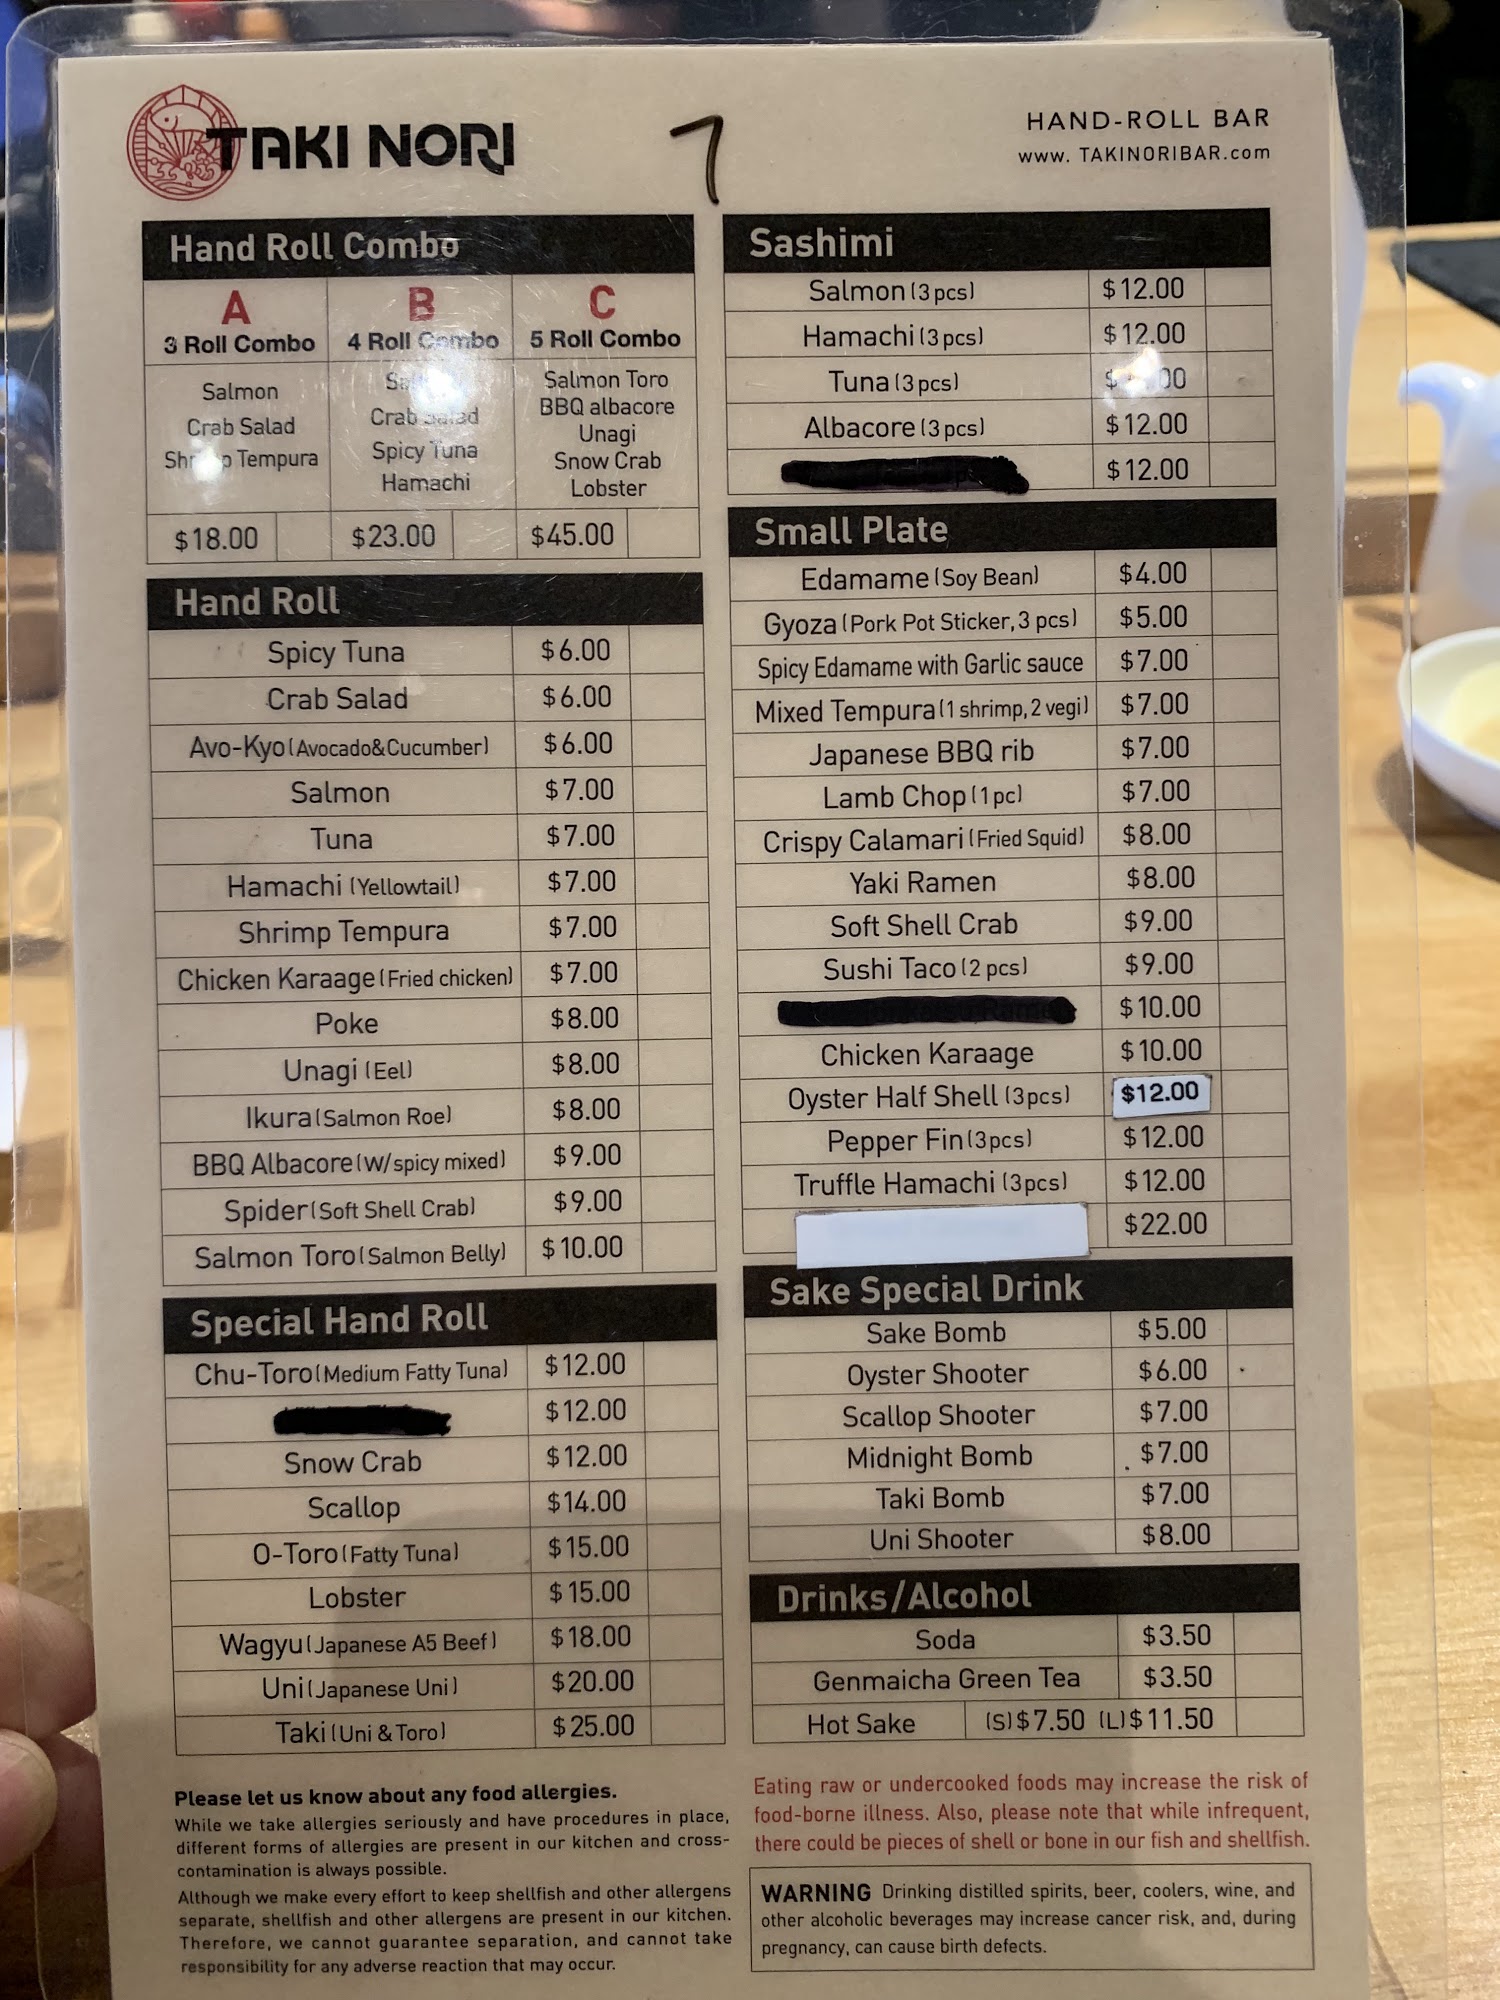 TAKI NORI
7
HAND-ROLL BAR
www. TAKINORIBAR.com
Hand Roll Combo
A
3 Roll Combo
Salmon
Crab Salad
Tempura
$18.00
B
4 Roll Combo
Crab Salad
Spicy Tuna
Hamachi
$23.00
C
5 Roll Combo
Salmon Toro
BBQ albacore
Unagi
Snow Crab
Lobster
$45.00
Hand Roll
Spicy Tuna $6.00
Crab Salad $6.00
Avo-Kyo(Avocado&Cucumber) $6.00
Salmon $7.00
Tuna $7.00
Hamachi (Yellowtail) $7.00
Shrimp Tempura $7.00
Chicken Karaage(Fried chicken) $7.00
Poke $8.00
Unagi (Eel) $8.00
Ikura(Salmon Roe) $8.00
BBQ Albacore(W/spicy mixed) $9.00
Spider(Soft Shell Crab) $9.00
Salmon Toro(Salmon Belly) $10.00
Special Hand Roll
Chu-Toro(Medium Fatty Tuna) $12.00
$12.00
Snow Crab $12.00
Scallop $14.00
O-Toro(Fatty Tuna) $15.00
Lobster $15.00
Wagyu(Japanese A5 Beef) $18.00
Uni(Japanese Uni) $20.00
Taki(Uni & Toro) $25.00
Please let us know about any food allergies.
While we take allergies seriously and have procedures in place,
different forms of allergies are present in our kitchen and cross-
contamination is always possible.
Although we make every effort to keep shellfish and other allergens
separate, shellfish and other allergens are present in our kitchen.
Therefore, we cannot guarantee separation, and cannot take
responsibility for any adverse reaction that may occur.
Sashimi
Salmon(3pcs) $12.00
Hamachi(3pcs) $12.00
Tuna(3pcs)
Albacore(3pcs) $12.00
$12.00
Small Plate
Edamame(Soy Bean) $4.00
Gyoza(Pork Pot Sticker,3 pcs) $5.00
Spicy Edamame with Garlic sauce $7.00
Mixed Tempura(1 shrimp,2 vegi) $7.00
Japanese BBQ rib $7.00
Lamb Chop(1pc) $7.00
Crispy Calamari(Fried Squid) $8.00
Yaki Ramen $8.00
Soft Shell Crab $9.00
Sushi Taco(2 pcs) $9.00
$10.00
Chicken Karaage $10.00
Oyster Half Shell (3pcs) $12.00
Pepper Fin(3pcs) $12.00
Truffle Hamachi (3pcs) $12.00
$22.00
Sake Special Drink
Sake Bomb $5.00
Oyster Shooter $6.00
Scallop Shooter $7.00
Midnight Bomb $7.00
Taki Bomb $7.00
Uni Shooter $8.00
Drinks/Alcohol
Soda $3.50
Genmaicha Green Tea $3.50
Hot Sake (S)$7.50 (L)$11.50
Eating raw or undercooked foods may increase the risk of
food-borne illness. Also, please note that while infrequent,
there could be pieces of shell or bone in our fish and shellfish.
WARNING Drinking distilled spirits, beer, coolers, wine, and
other alcoholic beverages may increase cancer risk, and, during
pregnancy, can cause birth defects.